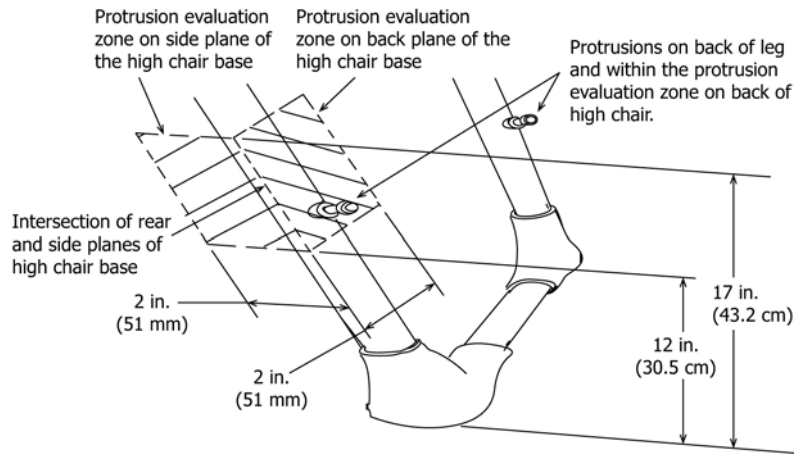 Protrusion evaluation
zone on side plane of
the high chair base
Protrusion evaluation
zone on back plane of the
high chair base
Protrusions on back of leg
and within the protrusion
evaluation zone on back of
high chair.
Intersection of rear
and side planes of
high chair base
2 in.
(51 mm)
2 in.
(51 mm)
17 in.
(43.2 cm)
12 in.
(30.5 cm)